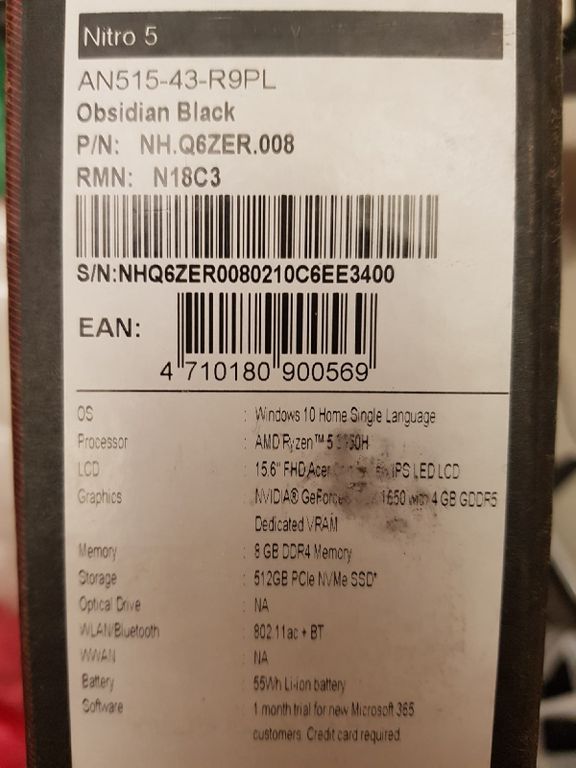 Nitro 5
AN515-43-R9PL
Obsidian Black
P/N: NH.Q6ZER.008
RMN: N18C3
S/N:NHQ6ZER0080210C6EE3400
EAN:
4 710180 900569
OS : Windows 10 Home Single Language
Processor : AMD Ryzen™ 5
LCD : 15.6" FHD Acer IPS LED LCD
Graphics : NVIDIA® GeForce 1650 with 4 GB GDDR5
Dedicated VRAM
Memory : 8 GB DDR4 Memory
Storage : 512GB PCIe NVMe SSD*
Optical Drive : NA
WLAN/Bluetooth : 802.11ac + BT
WWAN : NA
Battery : 55Wh Li-ion battery
Software : 1 month trial for new Microsoft 365
customers. Credit card required.